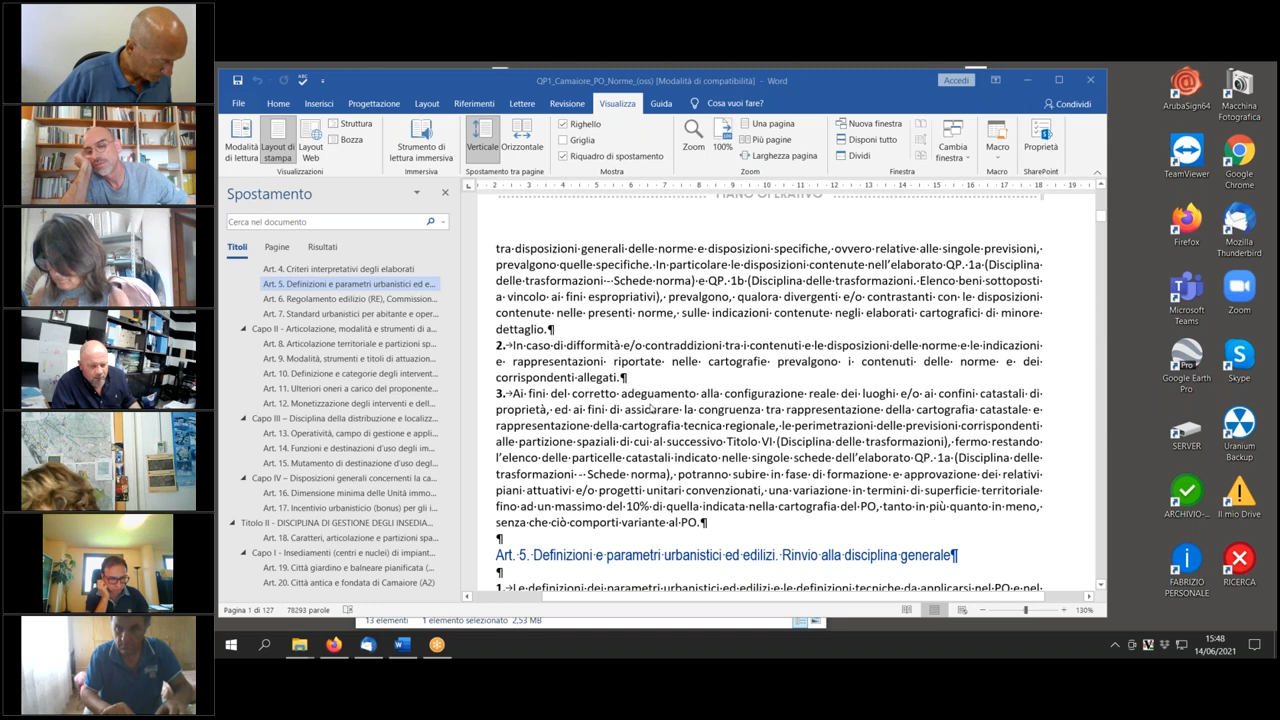 QP1_Camaiore_PO_Norme_(oss) [Modalità di compatibilità] - Word
Accedi
File Home Inserisci Progettazione Layout Riferimenti Lettere Revisione Visualizza Guida Cosa vuoi fare? Condividi
Modalità di lettura
Layout di stampa
Layout Web
Struttura
Bozza
Visualizzazioni
Strumento di lettura immersiva
Immersiva
Verticale
Orizzontale
Spostamento tra pagine
Righello
Griglia
Riquadro di spostamento
Mostra
Zoom
100%
Una pagina
Più pagine
Larghezza pagina
Zoom
Nuova finestra
Disponi tutto
Dividi
Cambia finestra
Finestra
Macro
Macro
Proprietà
SharePoint
Spostamento
Cerca nel documento
Titoli Pagine Risultati
Art. 4. Criteri interpretativi degli elaborati
Art. 5. Definizioni e parametri urbanistici ed e...
Art. 6. Regolamento edilizio (RE), Commission...
Art. 7. Standard urbanistici per abitante e oper...
Capo II - Articolazione, modalità e strumenti di a...
Art. 8. Articolazione territoriale e partizioni sp...
Art. 9. Modalità, strumenti e titoli di attuazion...
Art. 10. Definizione e categorie degli intervent...
Art. 11. Ulteriori oneri a carico del proponente...
Art. 12. Monetizzazione degli interventi e dell...
Capo III – Disciplina della distribuzione e localizz...
Art. 13. Operatività, campo di gestione e appli...
Art. 14. Funzioni e destinazioni d'uso degli im...
Art. 15. Mutamento di destinazione d'uso degl...
Capo IV – Disposizioni generali concernenti la ca...
Art. 16. Dimensione minima delle Unità immo...
Art. 17. Incentivio urbanisticio (bonus) per gli i...
Titolo II - DISCIPLINA DI GESTIONE DEGLI INSEDIA...
Art. 18. Caratteri, articolazione e partizioni spa...
Capo I - Insediamenti (centri e nuclei) di impiant...
Art. 19. Città giardino e balneare pianificata (...
Art. 20. Città antica e fondata di Camaiore (A2)
PIANO OPERATIVO
tra disposizioni generali delle norme e disposizioni specifiche, ovvero relative alle singole previsioni,
prevalgono quelle specifiche. In particolare le disposizioni contenute nell'elaborato QP. 1a (Disciplina
delle trasformazioni - Schede norma) e QP. 1b (Disciplina delle trasformazioni. Elenco beni sottoposti
a vincolo ai fini espropriativi), prevalgono, qualora divergenti e/o contrastanti con le disposizioni
contenute nelle presenti norme, sulle indicazioni contenute negli elaborati cartografici di minore
dettaglio.¶
2.→In caso di difformità e/o contraddizioni tra i contenuti e le disposizioni delle norme e le indicazioni
e rappresentazioni riportate nelle cartografie prevalgono i contenuti delle norme e dei
corrispondenti allegati.¶
3.→Ai fini del corretto adeguamento alla configurazione reale dei luoghi e/o ai confini catastali di
proprietà, ed ai fini di assicurare la congruenza tra rappresentazione della cartografia catastale e
rappresentazione della cartografia tecnica regionale, le perimetrazioni delle previsioni corrispondenti
alle partizione spaziali di cui al successivo Titolo VI (Disciplina delle trasformazioni), fermo restando
l'elenco delle particelle catastali indicato nelle singole schede dell'elaborato QP. 1a (Disciplina delle
trasformazioni - Schede norma), potranno subire in fase di formazione e approvazione dei relativi
piani attuativi e/o progetti unitari convenzionati, una variazione in termini di superficie territoriale
fino ad un massimo del 10% di quella indicata nella cartografia del PO, tanto in più quanto in meno,
senza che ciò comporti variante al PO.¶
¶
Art. 5. Definizioni e parametri urbanistici ed edilizi. Rinvio alla disciplina generale¶
¶
1.→Le definizioni dei parametri urbanistici ed edilizi e le definizioni tecniche da applicarsi nel PO e nel
Pagina 1 di 127 78293 parole 130%
13 elementi 1 elemento selezionato 2,53 MB
ArubaSign64
Macchina Fotografica
TeamViewer
Google Chrome
Firefox
Mozilla Thunderbird
Microsoft Teams
Zoom
Google Earth Pro
Skype
SERVER
Uranium Backup
ARCHIVIO-...
Il mio Drive
FABRIZIO PERSONALE
RICERCA
15:48
14/06/2021